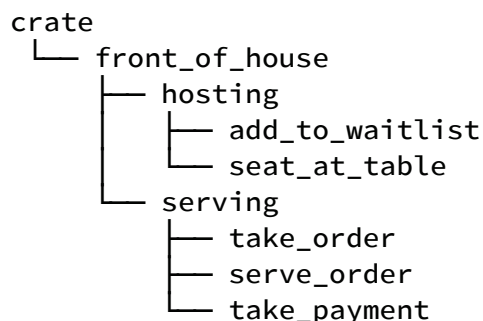 crate
└── front_of_house
    ├── hosting
    │   ├── add_to_waitlist
    │   └── seat_at_table
    └── serving
        ├── take_order
        ├── serve_order
        └── take_payment